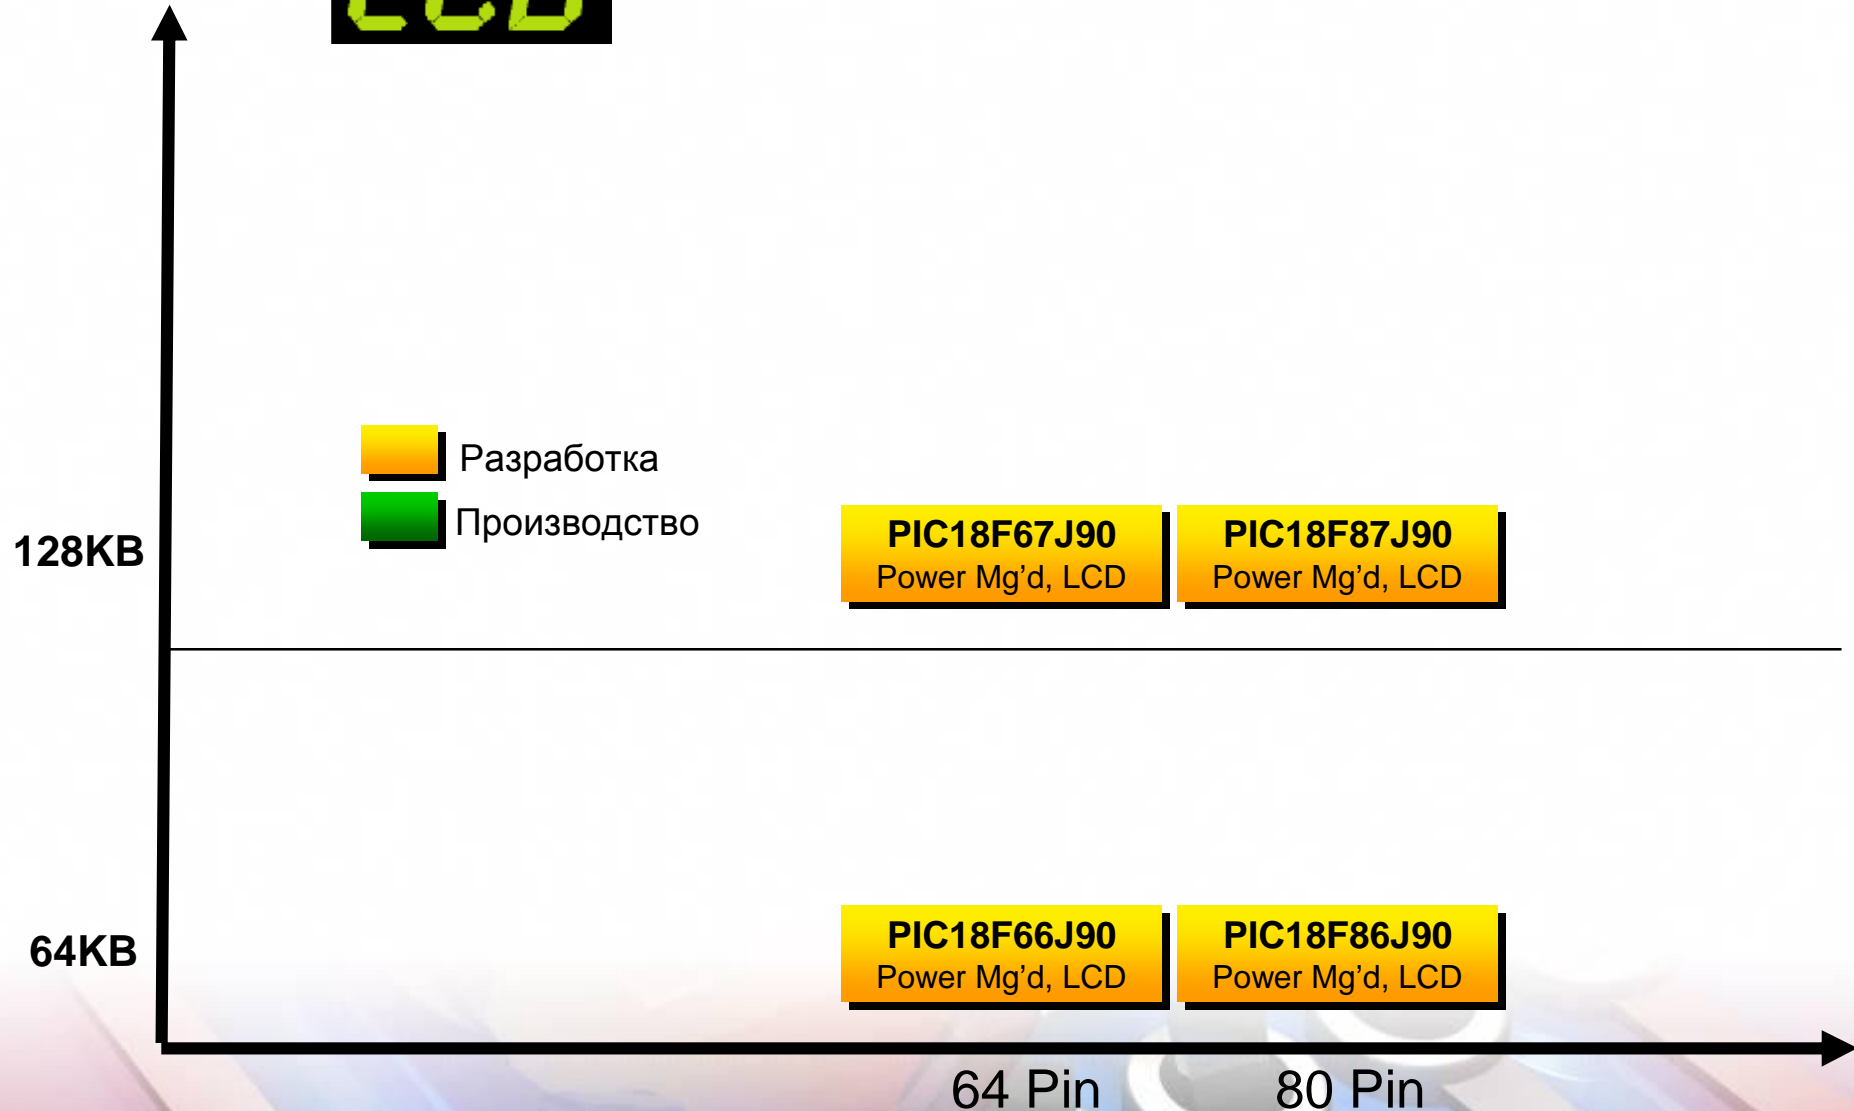 LCD
Разработка
Производство
128KB
PIC18F67J90
Power Mg’d, LCD
PIC18F87J90
Power Mg’d, LCD
64KB
PIC18F66J90
Power Mg’d, LCD
PIC18F86J90
Power Mg’d, LCD
64 Pin
80 Pin